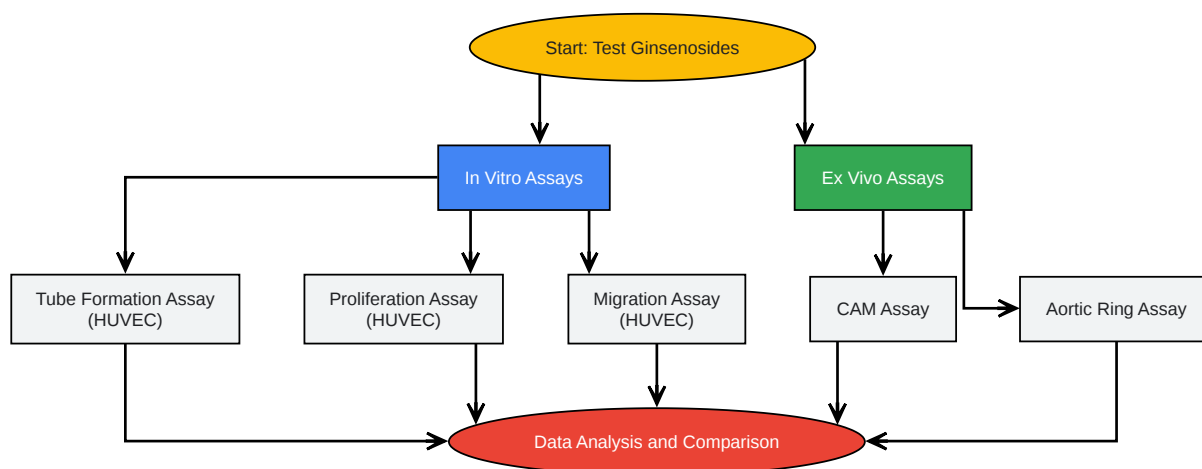 Start: Test Ginsenosides
In Vitro Assays
Ex Vivo Assays
Tube Formation Assay
(HUVEC)
Proliferation Assay
(HUVEC)
Migration Assay
(HUVEC)
CAM Assay
Aortic Ring Assay
Data Analysis and Comparison